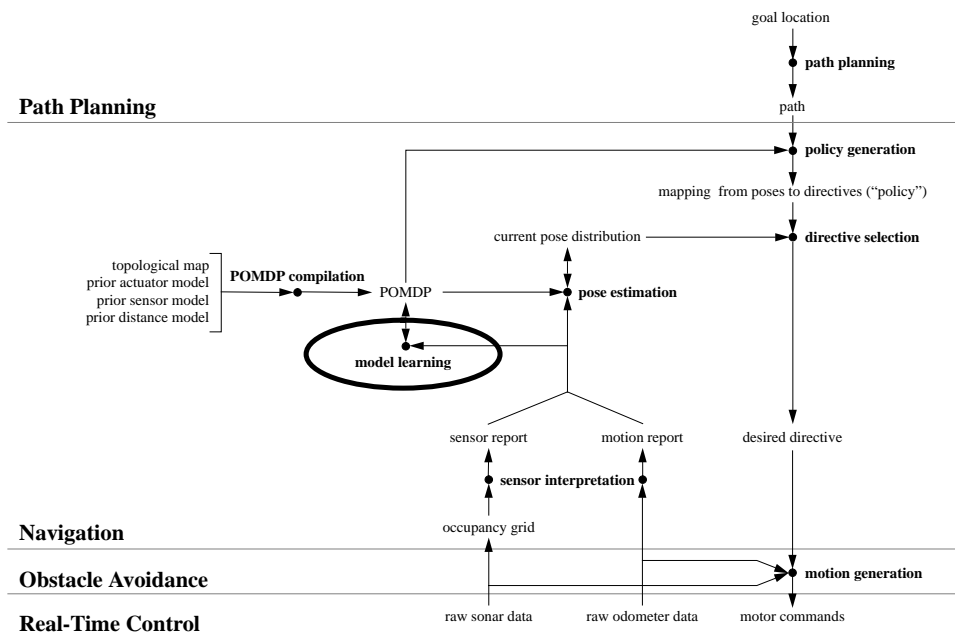 goal location
path planning
Path Planning
path
policy generation
mapping from poses to directives (“policy”)
current pose distribution
directive selection
topological map
prior actuator model
prior sensor model
prior distance model
POMDP compilation
POMDP
pose estimation
model learning
sensor report
motion report
desired directive
sensor interpretation
Navigation
occupancy grid
Obstacle Avoidance
motion generation
Real-Time Control
raw sonar data
raw odometer data
motor commands